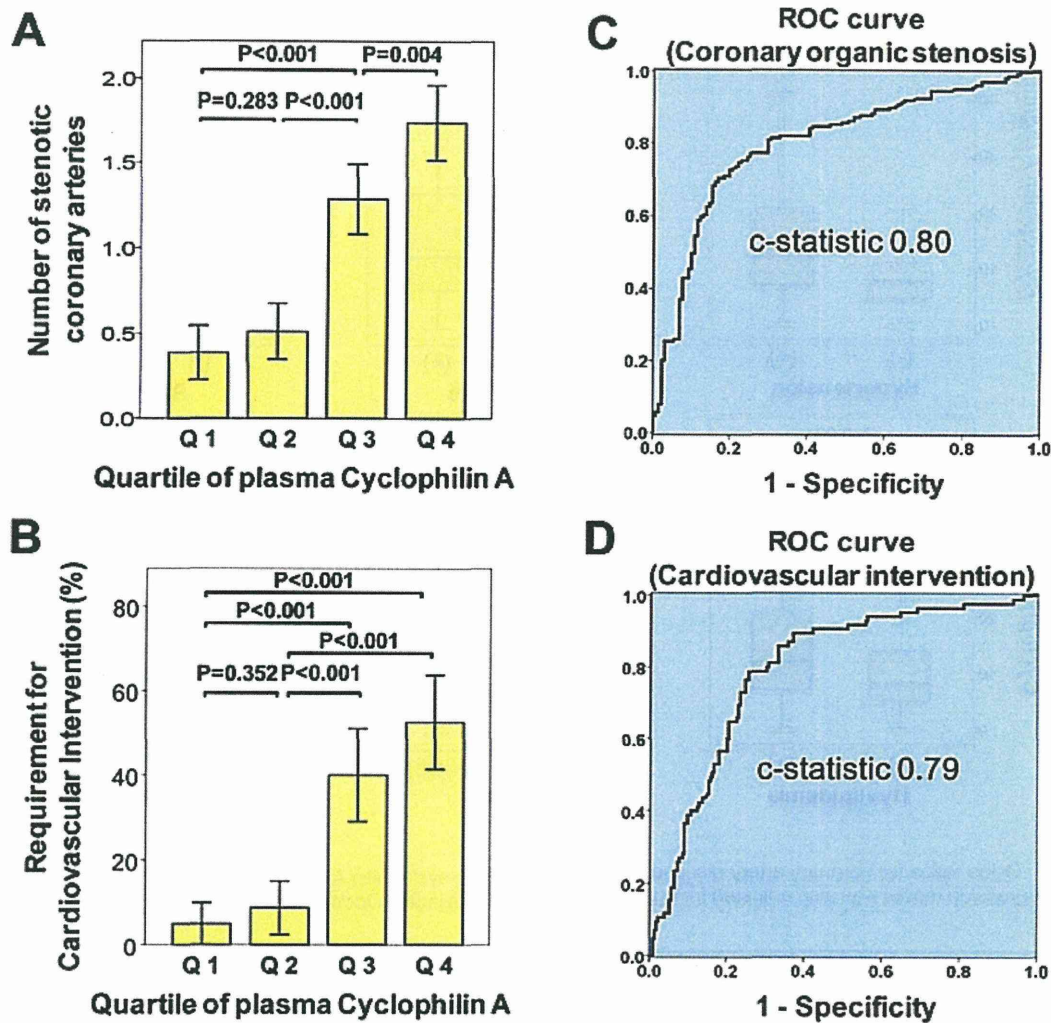 A
Number of stenotic
coronary arteries
P<0.001
P=0.004
P=0.283
P<0.001
2.0
1.5
1.0
0.5
0.0
Q 1
Q 2
Q 3
Q 4
Quartile of plasma Cyclophilin A
B
Requirement for
Cardiovascular Intervention (%)
P<0.001
P<0.001
P<0.001
P=0.352
P<0.001
80
60
40
20
0
Q 1
Q 2
Q 3
Q 4
Quartile of plasma Cyclophilin A
C
ROC curve
(Coronary organic stenosis)
1.0
0.8
0.6
0.4
0.2
0.0
c-statistic 0.80
0.0
0.2
0.4
0.6
0.8
1.0
1 - Specificity
D
ROC curve
(Cardiovascular intervention)
1.0
0.8
0.6
0.4
0.2
0.0
c-statistic 0.79
0.0
0.2
0.4
0.6
0.8
1.0
1 - Specificity